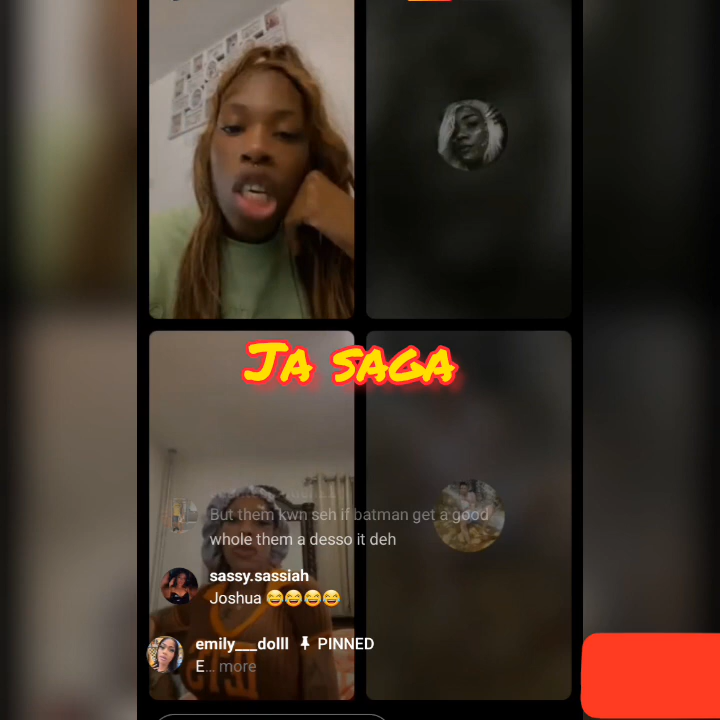 JA SAGA
But them kwn seh if batman get a good
whole them a desso it deh
sassy.sassiah
Joshua 😂😂😂😂
emily___dolll 📌 PINNED
E... more